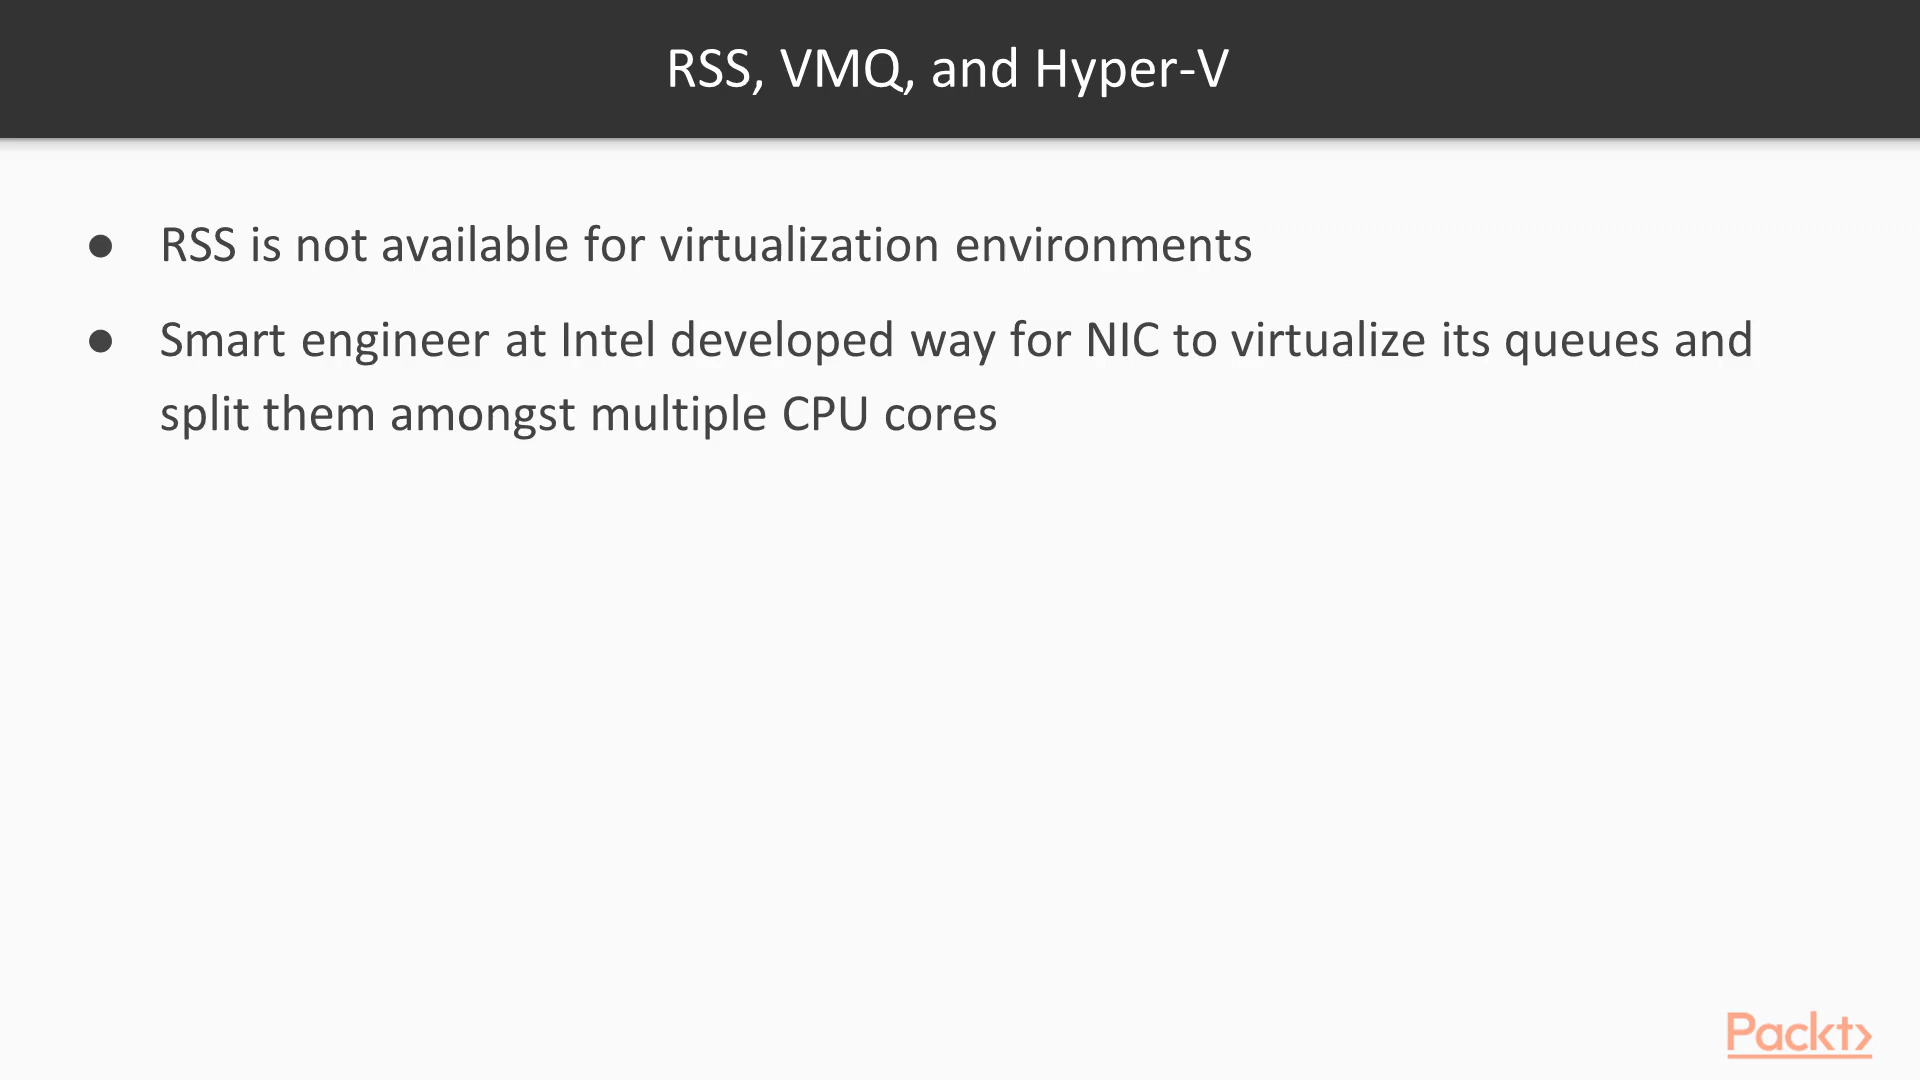 RSS, VMQ, and Hyper-V
● RSS is not available for virtualization environments
● Smart engineer at Intel developed way for NIC to virtualize its queues and
split them amongst multiple CPU cores
Packt>